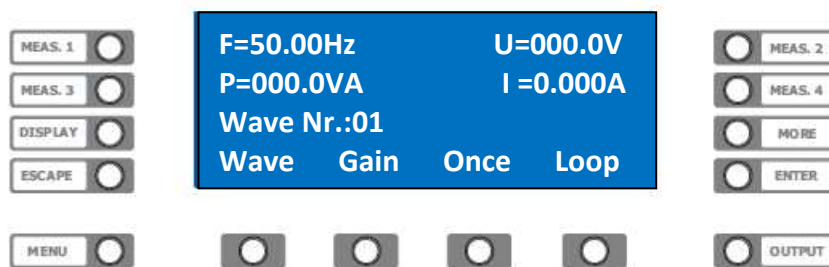 MEAS. 1
MEAS. 3
DISPLAY
ESCAPE
MENU
F=50.00Hz U=000.0V
P=000.0VA I =0.000A
Wave Nr.:01
Wave Gain Once Loop
MEAS. 2
MEAS. 4
MORE
ENTER
OUTPUT